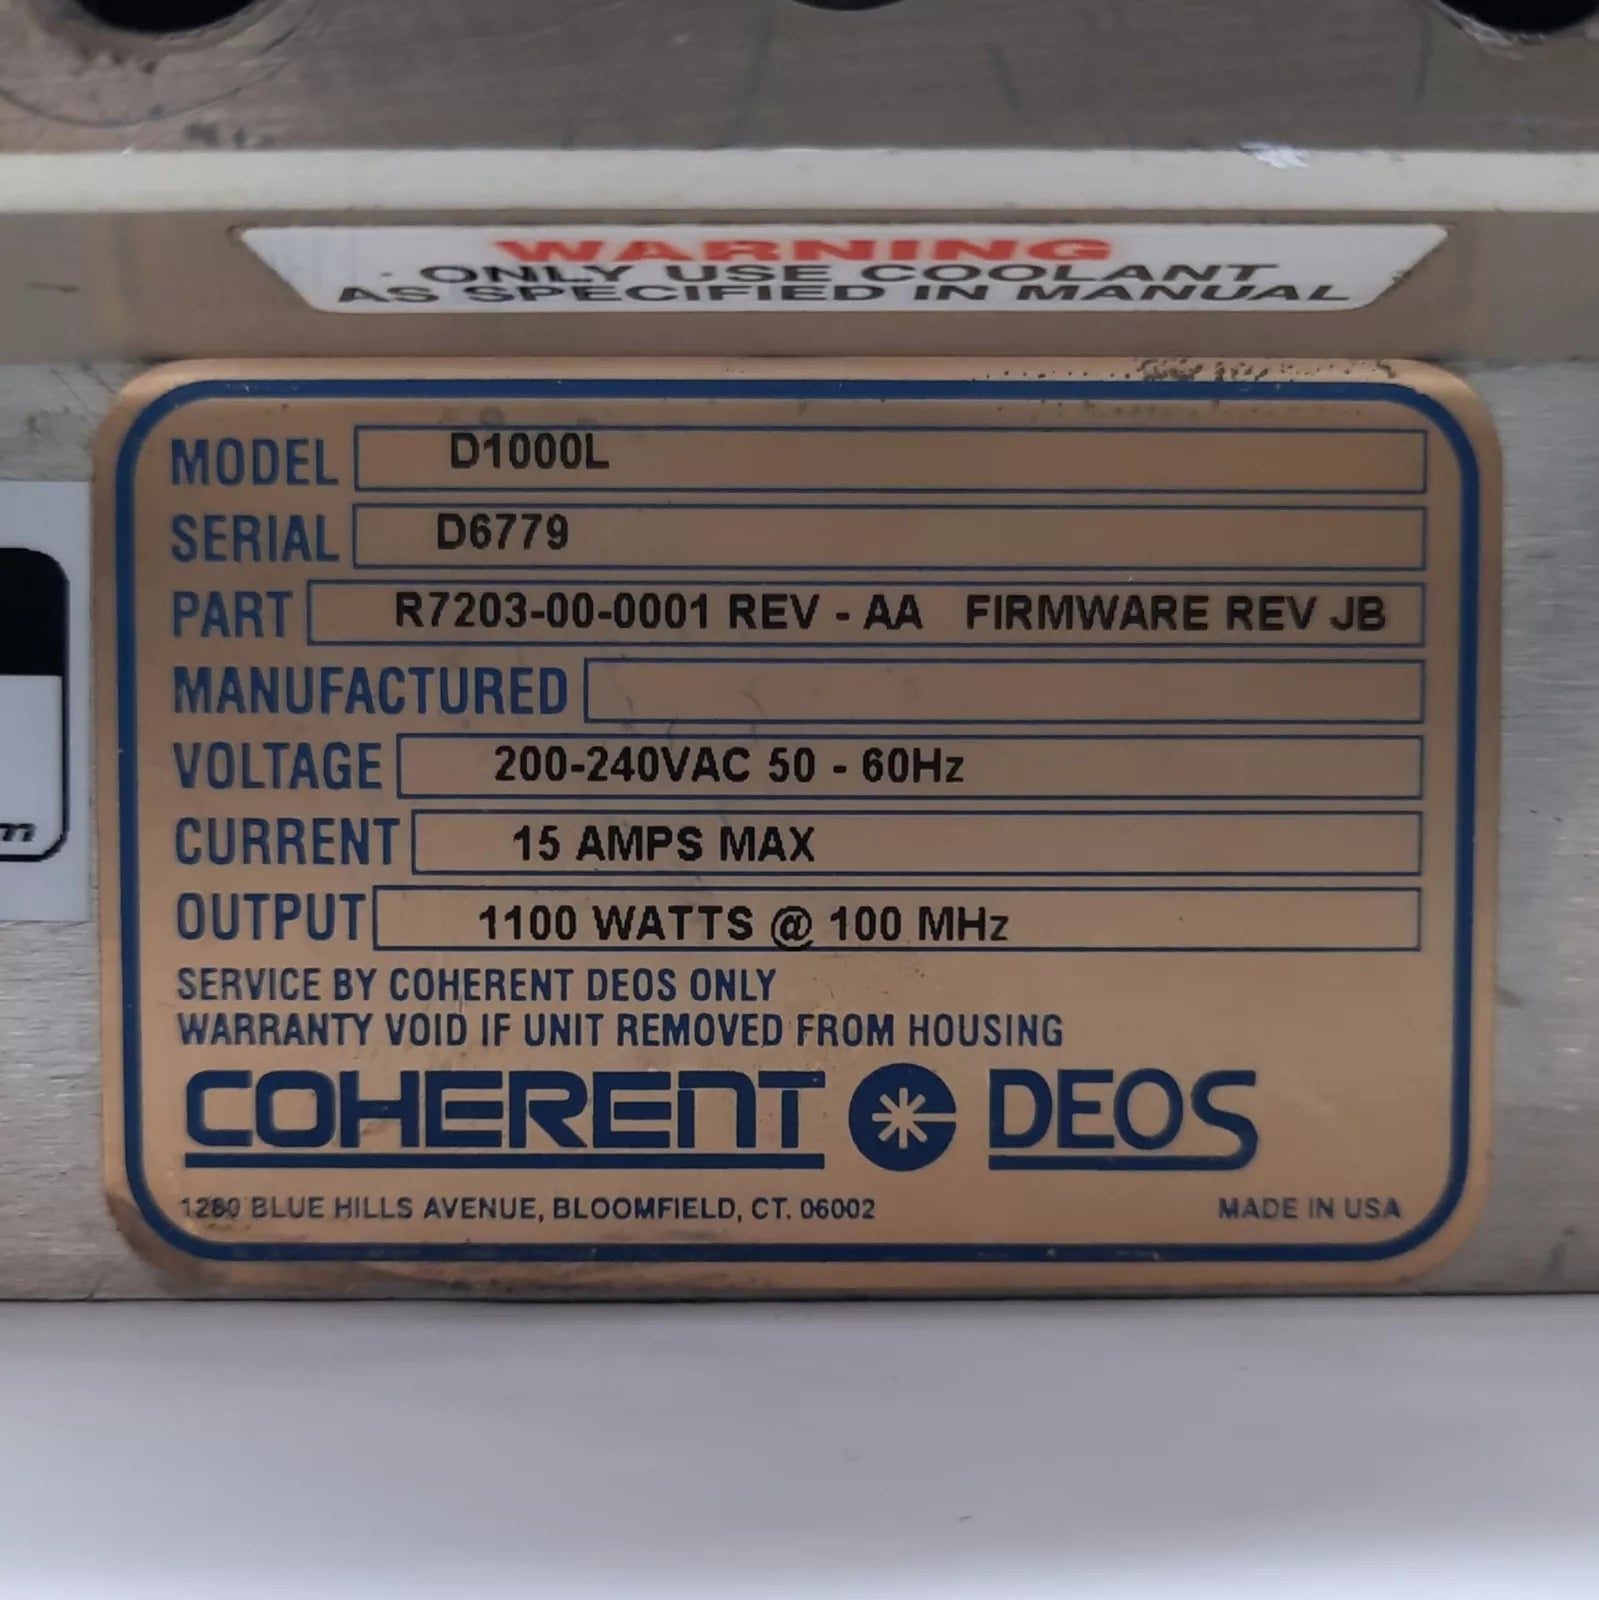 WARNING
ONLY USE COOLANT
AS SPECIFIED IN MANUAL
MODEL D1000L
SERIAL D6779
PART R7203-00-0001 REV - AA FIRMWARE REV JB
MANUFACTURED
VOLTAGE 200-240VAC 50 - 60Hz
CURRENT 15 AMPS MAX
OUTPUT 1100 WATTS @ 100 MHz
SERVICE BY COHERENT DEOS ONLY
WARRANTY VOID IF UNIT REMOVED FROM HOUSING
COHERENT DEOS
1280 BLUE HILLS AVENUE, BLOOMFIELD, CT. 06002 MADE IN USA